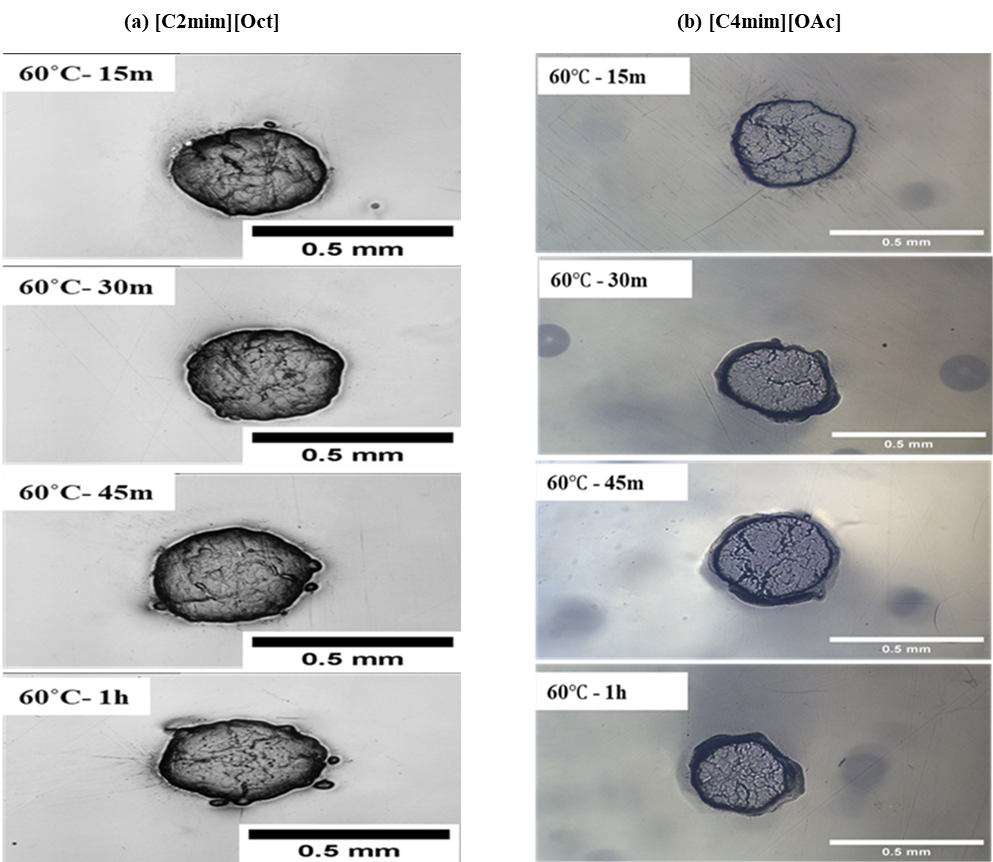 (a) [C2mim][Oct]
60°C- 15m
0.5 mm
60°C- 30m
0.5 mm
60°C- 45m
0.5 mm
60°C- 1h
0.5 mm
(b) [C4mim][OAc]
60℃ - 15m
0.5 mm
60℃ - 30m
0.5 mm
60℃ - 45m
0.5 mm
60℃ - 1h
0.5 mm